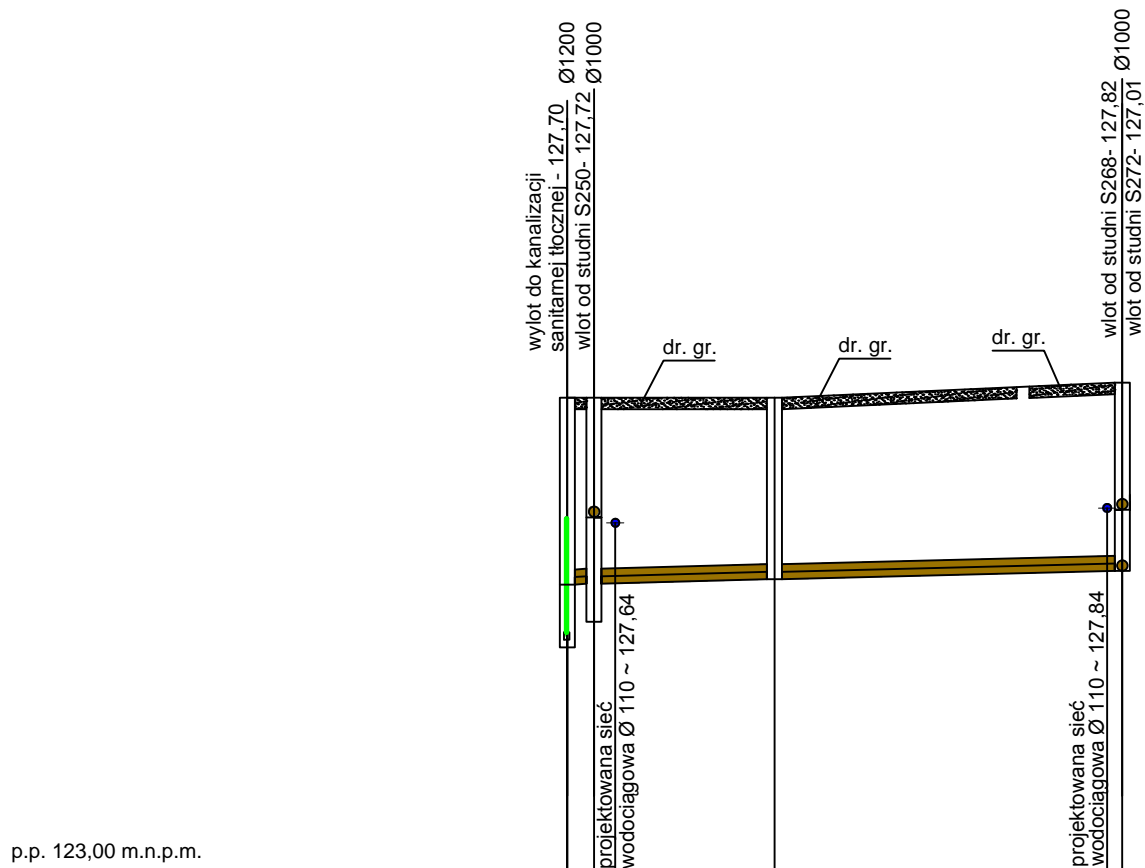 Ø1200
Ø1000
wylot do kanalizacji
sanitarnej tłocznej - 127,70
wlot od studni S250- 127,72
wlot od studni S268- 127,82
Ø1000
wlot od studni S272- 127,01
dr. gr.
dr. gr.
dr. gr.
projektowana sieć
wodociągowa Ø 110 ~ 127,64
projektowana sieć
wodociągowa Ø 110 ~ 127,84
p.p. 123,00 m.n.p.m.